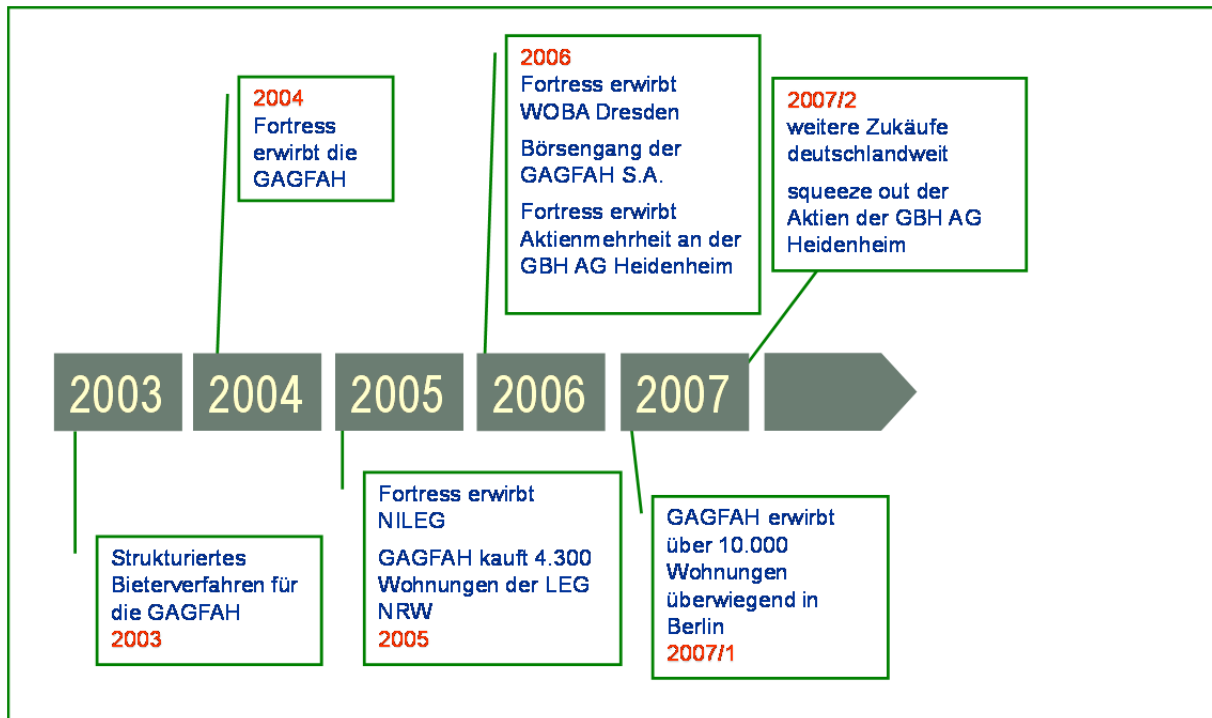 2004
Fortress
erwirbt die
GAGFAH
2006
Fortress erwirbt
WOBA Dresden
Börsengang der
GAGFAH S.A.
Fortress erwirbt
Aktienmehrheit an der
GBH AG Heidenheim
2007/2
weitere Zukäufe
deutschlandweit
squeeze out der
Aktien der GBH AG
Heidenheim
2003
2004
2005
2006
2007
Strukturiertes
Bieterverfahren für
die GAGFAH
2003
Fortress erwirbt
NILEG
GAGFAH kauft 4.300
Wohnungen der LEG
NRW
2005
GAGFAH erwirbt
über 10.000
Wohnungen
überwiegend in
Berlin
2007/1